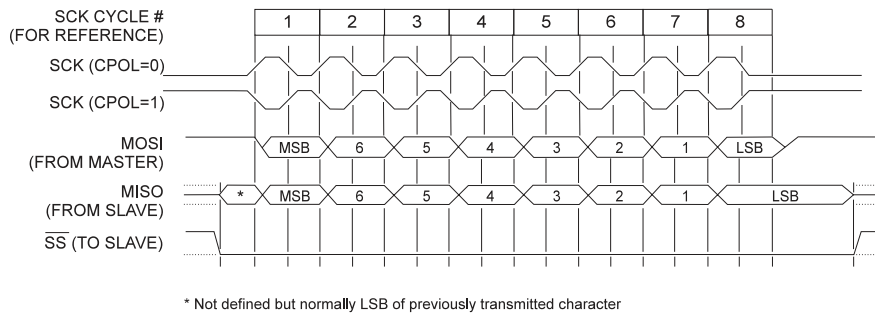 SCK CYCLE # 1 2 3 4 5 6 7 8
(FOR REFERENCE)
SCK (CPOL=0)
SCK (CPOL=1)
MOSI MSB 6 5 4 3 2 1 LSB
(FROM MASTER)
MISO * MSB 6 5 4 3 2 1 LSB
(FROM SLAVE)
SS (TO SLAVE)
* Not defined but normally LSB of previously transmitted character